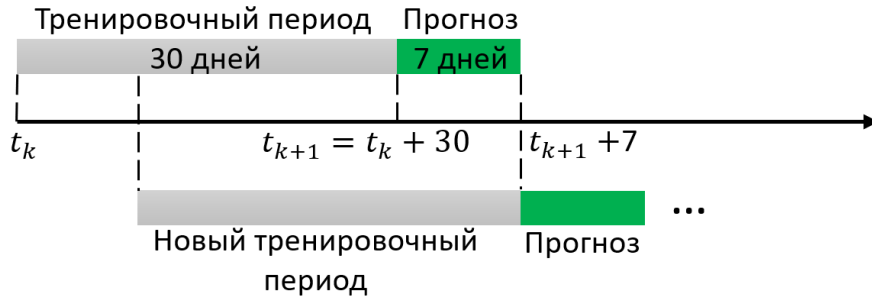 Тренировочный период Прогноз
30 дней 7 дней
t_k t_{k+1} = t_k + 30 t_{k+1} +7
...
Новый тренировочный Прогноз
период